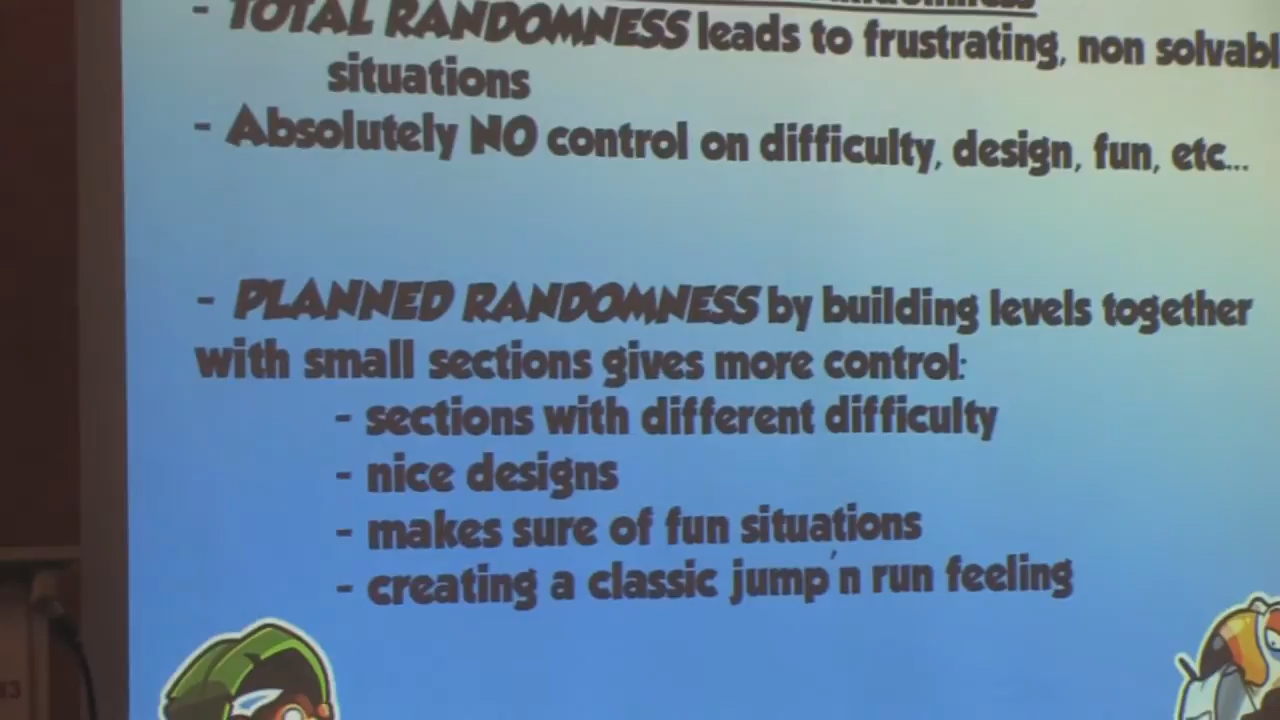 - TOTAL RANDOMNESS leads to frustrating, non solvabl
situations
- Absolutely NO control on difficulty, design, fun, etc...
- PLANNED RANDOMNESS by building levels together
with small sections gives more control:
- sections with different difficulty
- nice designs
- makes sure of fun situations
- creating a classic jump'n run feeling